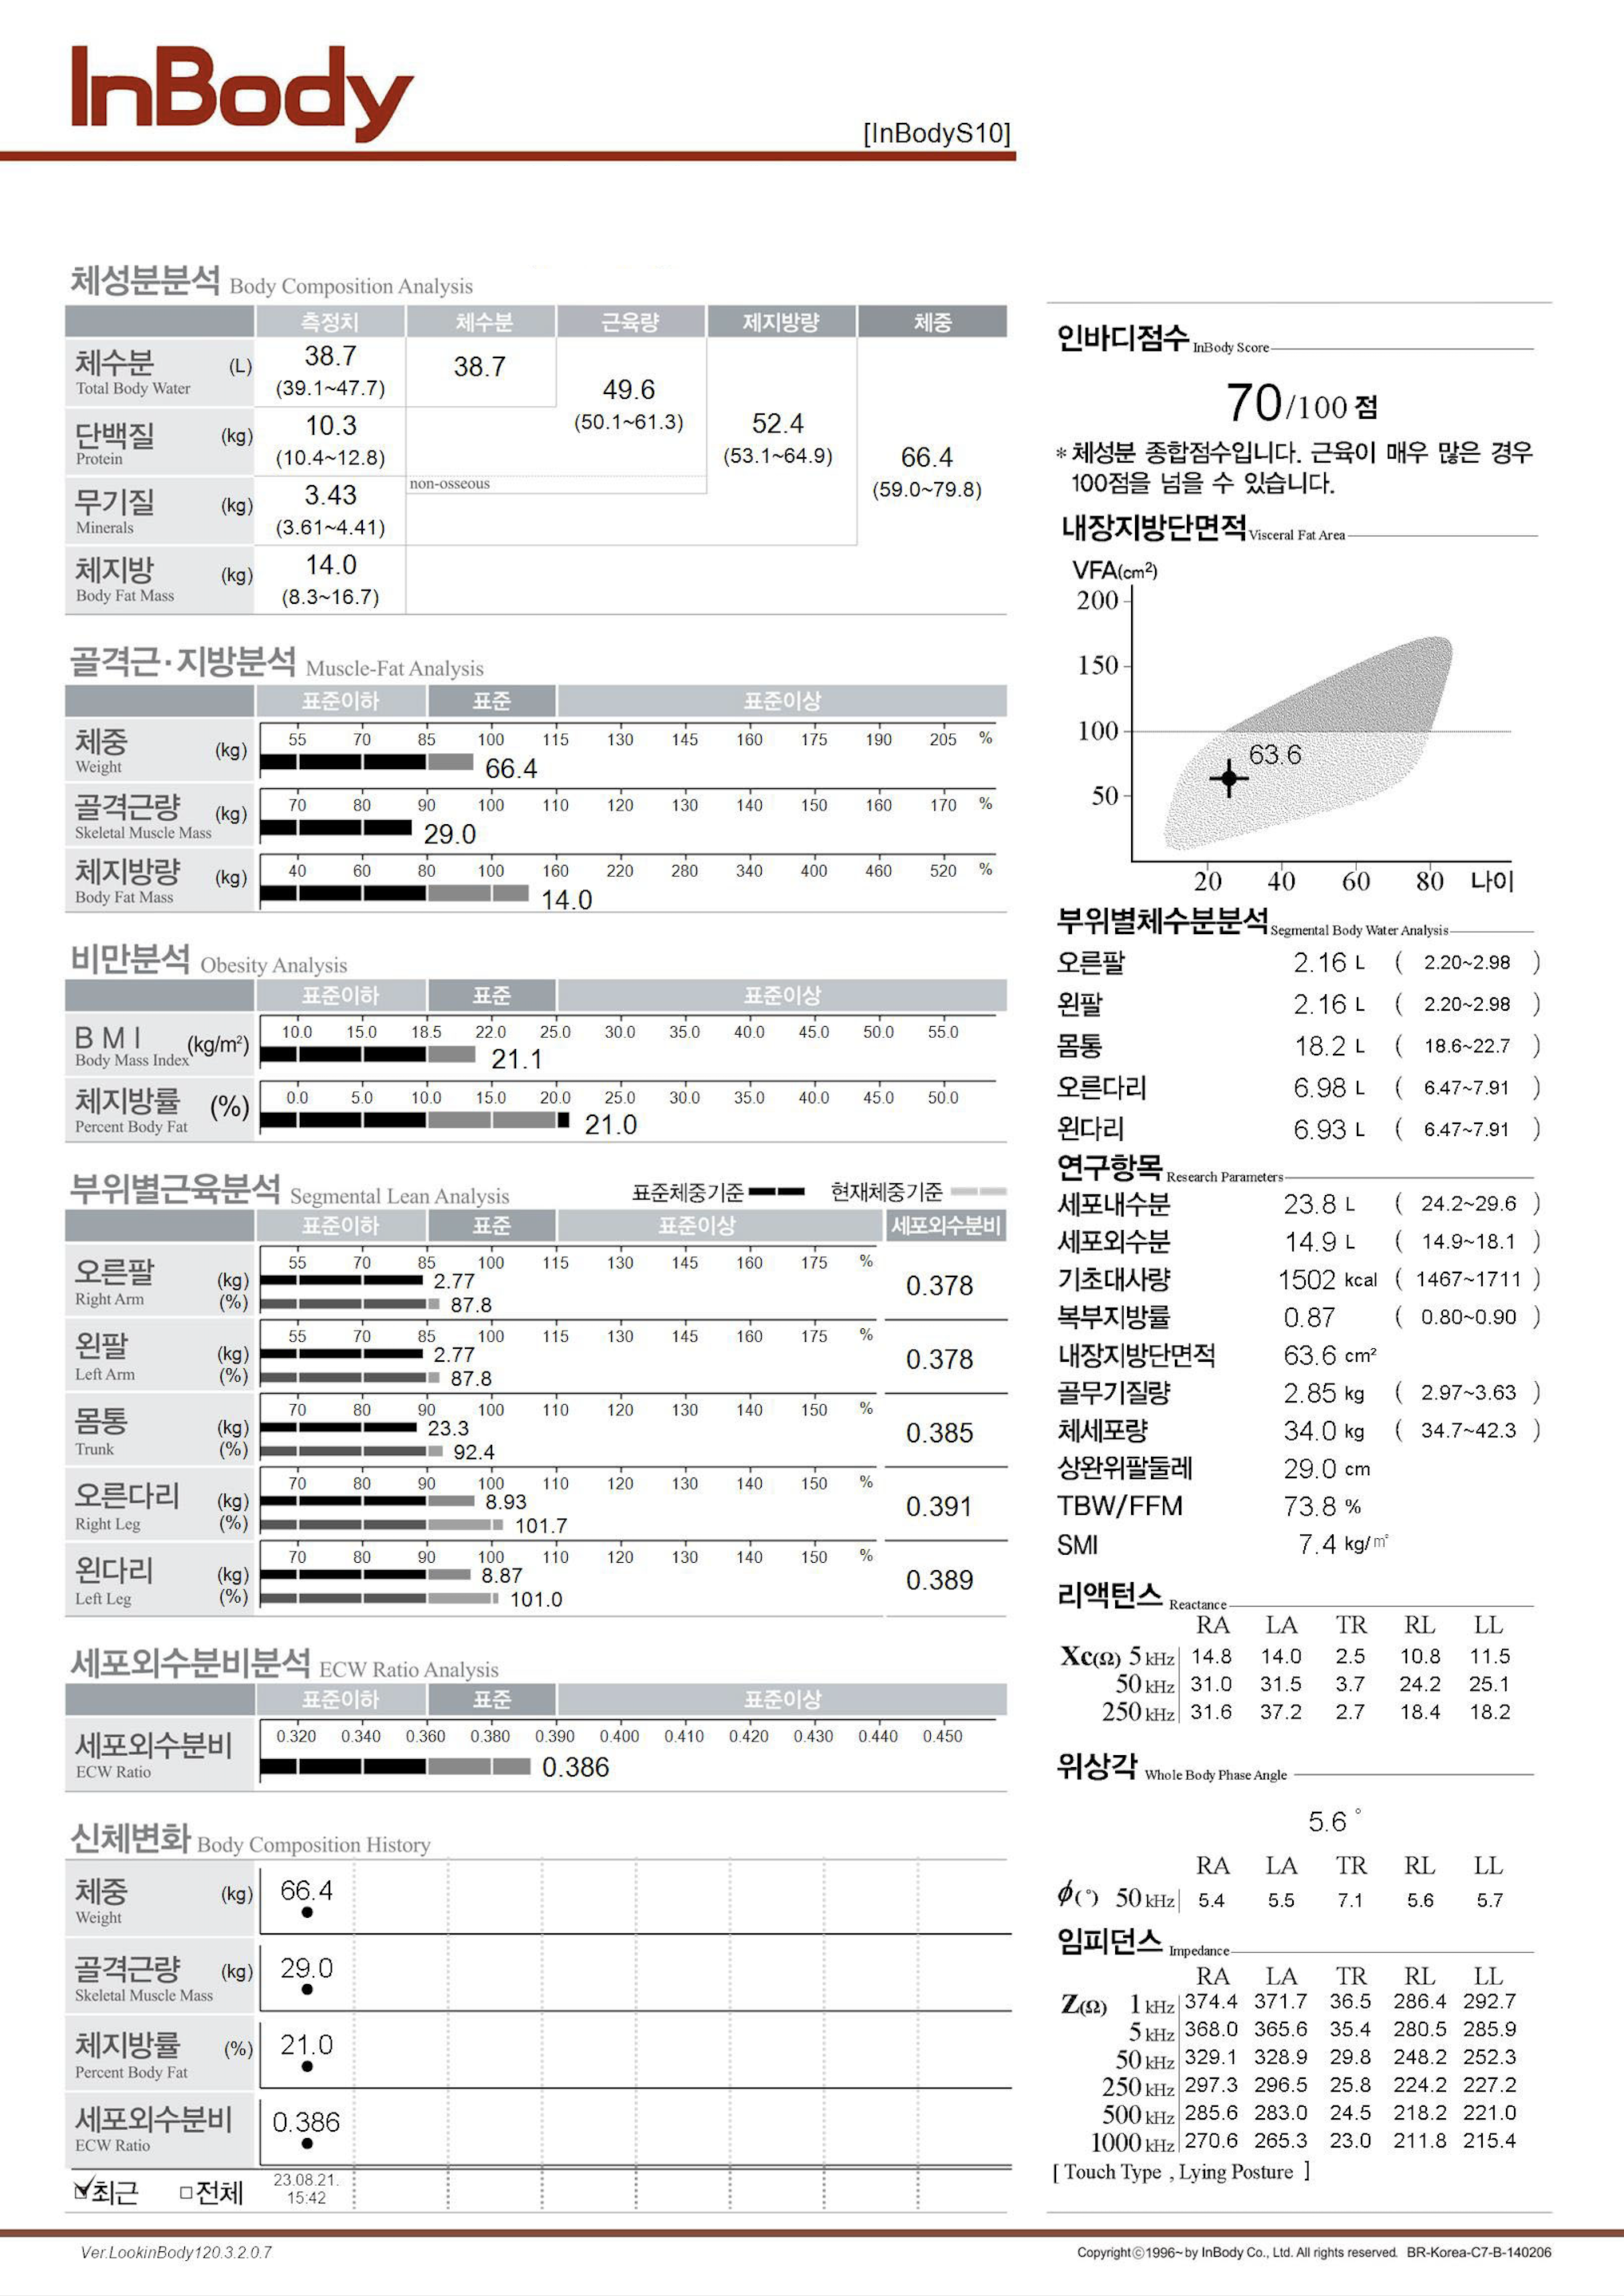 InBody
[InBodyS10]
체성분분석 Body Composition Analysis
측정치 체수분 근육량 제지방량 체중
체수분 (L) 38.7 38.7
Total Body Water (39.1~47.7) 49.6
(50.1~61.3)
단백질 (kg) 10.3 52.4
Protein (10.4~12.8) (53.1~64.9) 66.4
non-osseous (59.0~79.8)
무기질 (kg) 3.43
Minerals (3.61~4.41)
체지방 (kg) 14.0
Body Fat Mass (8.3~16.7)
골격근·지방분석 Muscle-Fat Analysis
표준이하 표준 표준이상
체중 (kg) 55 70 85 100 115 130 145 160 175 190 205 %
Weight 66.4
골격근량 (kg) 70 80 90 100 110 120 130 140 150 160 170 %
Skeletal Muscle Mass 29.0
체지방량 (kg) 40 60 80 100 160 220 280 340 400 460 520 %
Body Fat Mass 14.0
비만분석 Obesity Analysis
표준이하 표준 표준이상
B M I (kg/m²) 10.0 15.0 18.5 22.0 25.0 30.0 35.0 40.0 45.0 50.0 55.0
Body Mass Index 21.1
체지방률 (%) 0.0 5.0 10.0 15.0 20.0 25.0 30.0 35.0 40.0 45.0 50.0
Percent Body Fat 21.0
부위별근육분석 Segmental Lean Analysis 표준체중기준 현재체중기준
표준이하 표준 표준이상 세포외수분비
55 70 85 100 115 130 145 160 175 %
오른팔 (kg) 2.77 0.378
Right Arm (%) 87.8
55 70 85 100 115 130 145 160 175 %
왼팔 (kg) 2.77 0.378
Left Arm (%) 87.8
70 80 90 100 110 120 130 140 150 %
몸통 (kg) 23.3 0.385
Trunk (%) 92.4
70 80 90 100 110 120 130 140 150 %
오른다리 (kg) 8.93 0.391
Right Leg (%) 101.7
70 80 90 100 110 120 130 140 150 %
왼다리 (kg) 8.87 0.389
Left Leg (%) 101.0
세포외수분비분석 ECW Ratio Analysis
표준이하 표준 표준이상
세포외수분비 0.320 0.340 0.360 0.380 0.390 0.400 0.410 0.420 0.430 0.440 0.450
ECW Ratio 0.386
신체변화 Body Composition History
체중 (kg) 66.4
Weight
골격근량 (kg) 29.0
Skeletal Muscle Mass
체지방률 (%) 21.0
Percent Body Fat
세포외수분비 0.386
ECW Ratio
최근 전체 23.08.21.
15:42
인바디점수 InBody Score
70/100 점
*체성분 종합점수입니다. 근육이 매우 많은 경우
100점을 넘을 수 있습니다.
내장지방단면적 Visceral Fat Area
VFA(cm²)
200
150
100
63.6
50
20 40 60 80 나이
부위별체수분분석 Segmental Body Water Analysis
오른팔 2.16 L ( 2.20~2.98 )
왼팔 2.16 L ( 2.20~2.98 )
몸통 18.2 L ( 18.6~22.7 )
오른다리 6.98 L ( 6.47~7.91 )
왼다리 6.93 L ( 6.47~7.91 )
연구항목 Research Parameters
세포내수분 23.8 L ( 24.2~29.6 )
세포외수분 14.9 L ( 14.9~18.1 )
기초대사량 1502 kcal ( 1467~1711 )
복부지방률 0.87 ( 0.80~0.90 )
내장지방단면적 63.6 cm²
골무기질량 2.85 kg ( 2.97~3.63 )
체세포량 34.0 kg ( 34.7~42.3 )
상완위팔둘레 29.0 cm
TBW/FFM 73.8 %
SMI 7.4 kg/m²
리액턴스 Reactance
RA LA TR RL LL
Xc(Ω) 5 kHz 14.8 14.0 2.5 10.8 11.5
50 kHz 31.0 31.5 3.7 24.2 25.1
250 kHz 31.6 37.2 2.7 18.4 18.2
위상각 Whole Body Phase Angle
5.6 °
RA LA TR RL LL
ϕ(°) 50 kHz 5.4 5.5 7.1 5.6 5.7
임피던스 Impedance
RA LA TR RL LL
Z(Ω) 1 kHz 374.4 371.7 36.5 286.4 292.7
5 kHz 368.0 365.6 35.4 280.5 285.9
50 kHz 329.1 328.9 29.8 248.2 252.3
250 kHz 297.3 296.5 25.8 224.2 227.2
500 kHz 285.6 283.0 24.5 218.2 221.0
1000 kHz 270.6 265.3 23.0 211.8 215.4
[ Touch Type , Lying Posture ]
Ver.LookinBody120.3.2.0.7
Copyright©1996~ by InBody Co., Ltd. All rights reserved. BR-Korea-C7-B-140206